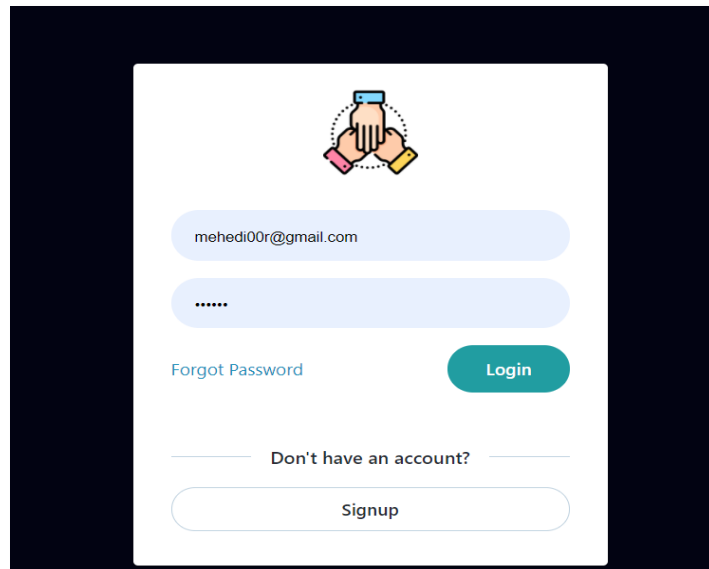 mehedi00r@gmail.com
••••••
Forgot Password
Login
Don't have an account?
Signup